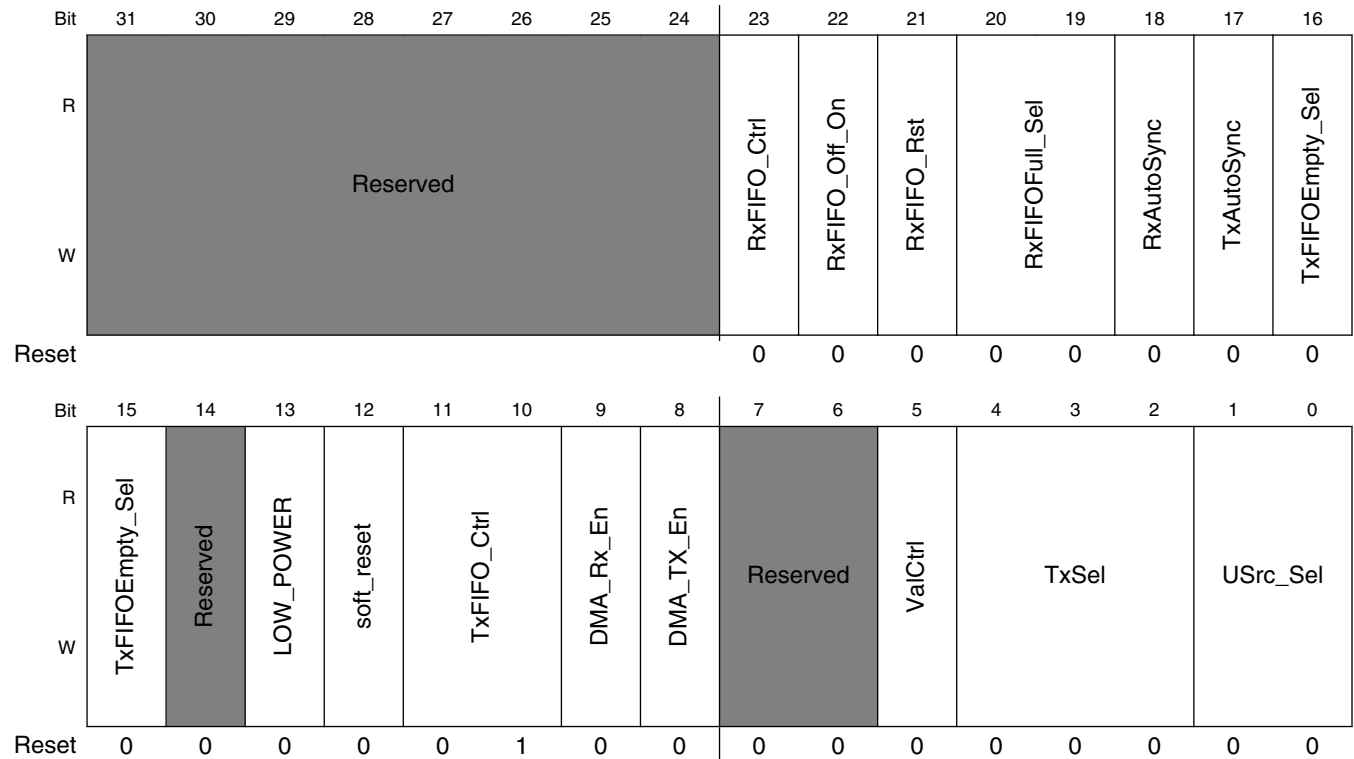 Bit 31 30 29 28 27 26 25 24 23 22 21 20 19 18 17 16
R
W
Reserved
RxFIFO_Ctrl
RxFIFO_Off_On
RxFIFO_Rst
RxFIFOFull_Sel
RxAutoSync
TxAutoSync
TxFIFOEmpty_Sel
Reset 0 0 0 0 0 0 0 0
Bit 15 14 13 12 11 10 9 8 7 6 5 4 3 2 1 0
R
W
TxFIFOEmpty_Sel
Reserved
LOW_POWER
soft_reset
TxFIFO_Ctrl
DMA_Rx_En
DMA_TX_En
Reserved
ValCtrl
TxSel
USrc_Sel
Reset 0 0 0 0 0 1 0 0 0 0 0 0 0 0 0 0